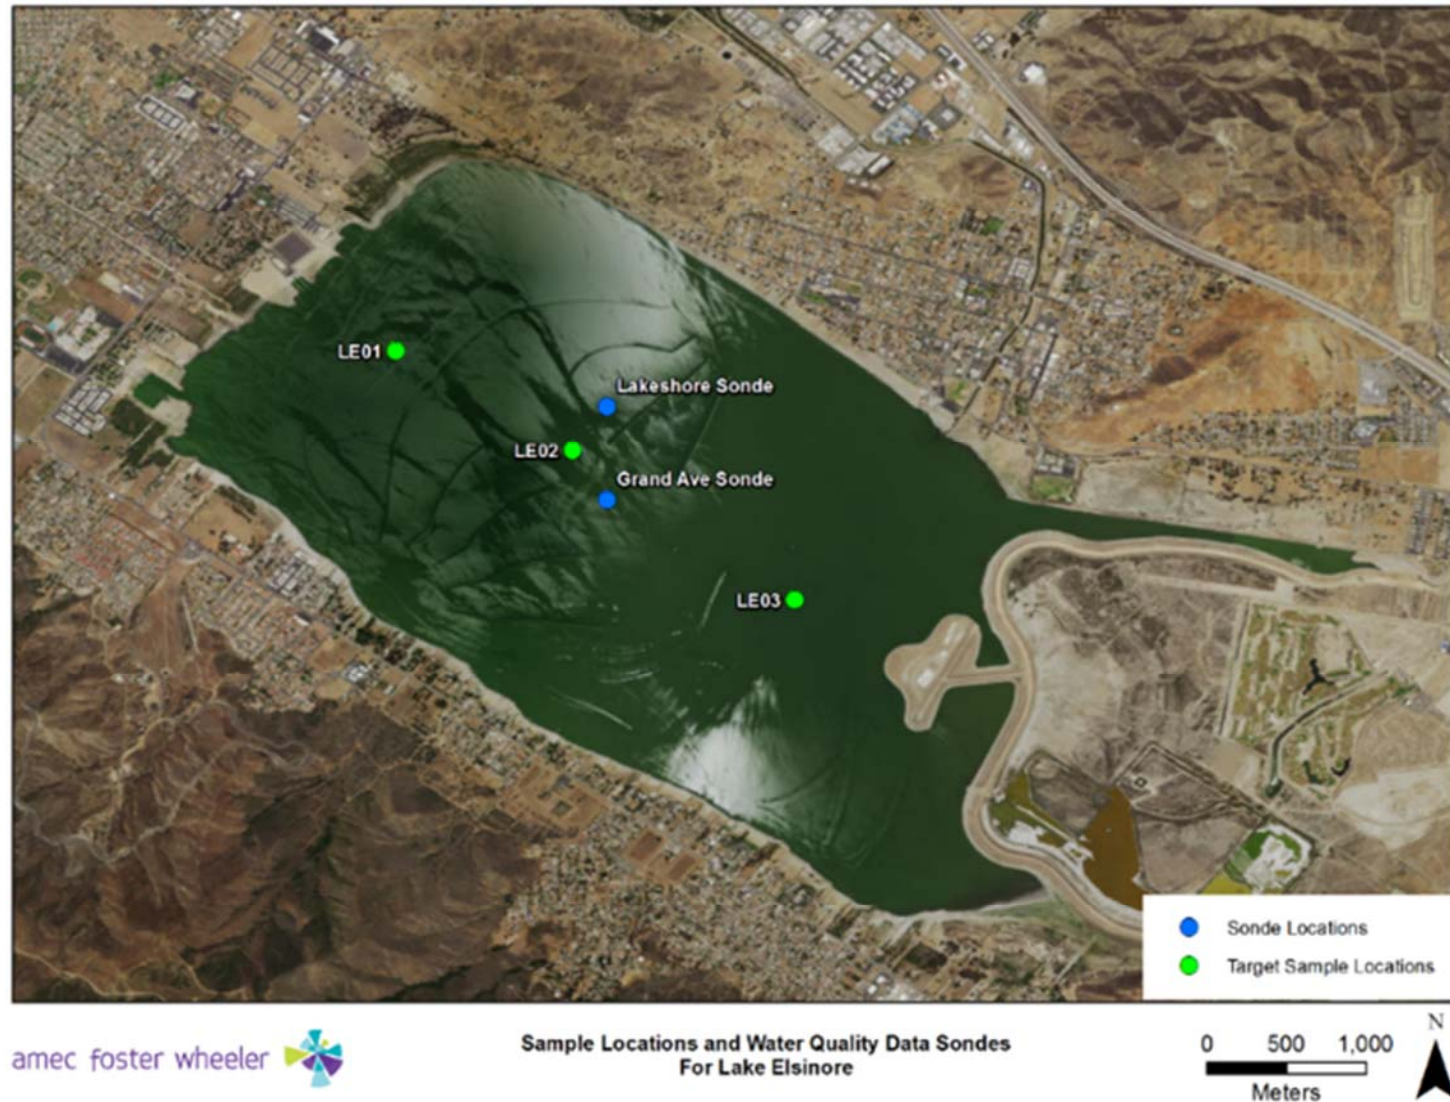 LE01
Lakeshore Sonde
LE02
Grand Ave Sonde
LE03
Sonde Locations
Target Sample Locations
amec foster wheeler
Sample Locations and Water Quality Data Sondes
For Lake Elsinore
0 500 1,000
Meters
N